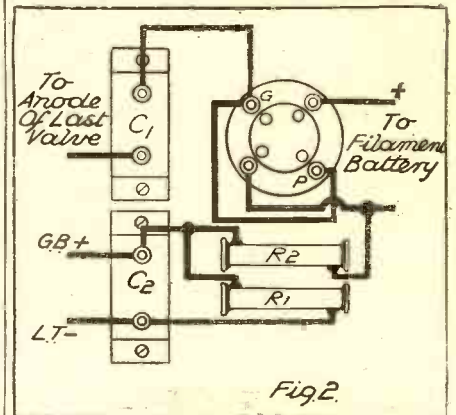 To
Anode
Of Last
Valve
C1
G
+
To
Filament
Battery
P
GB+
C2
R2
R1
LT-
Fig.2.